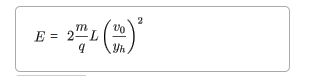 E = 2 m/q L (v₀/yₕ)²